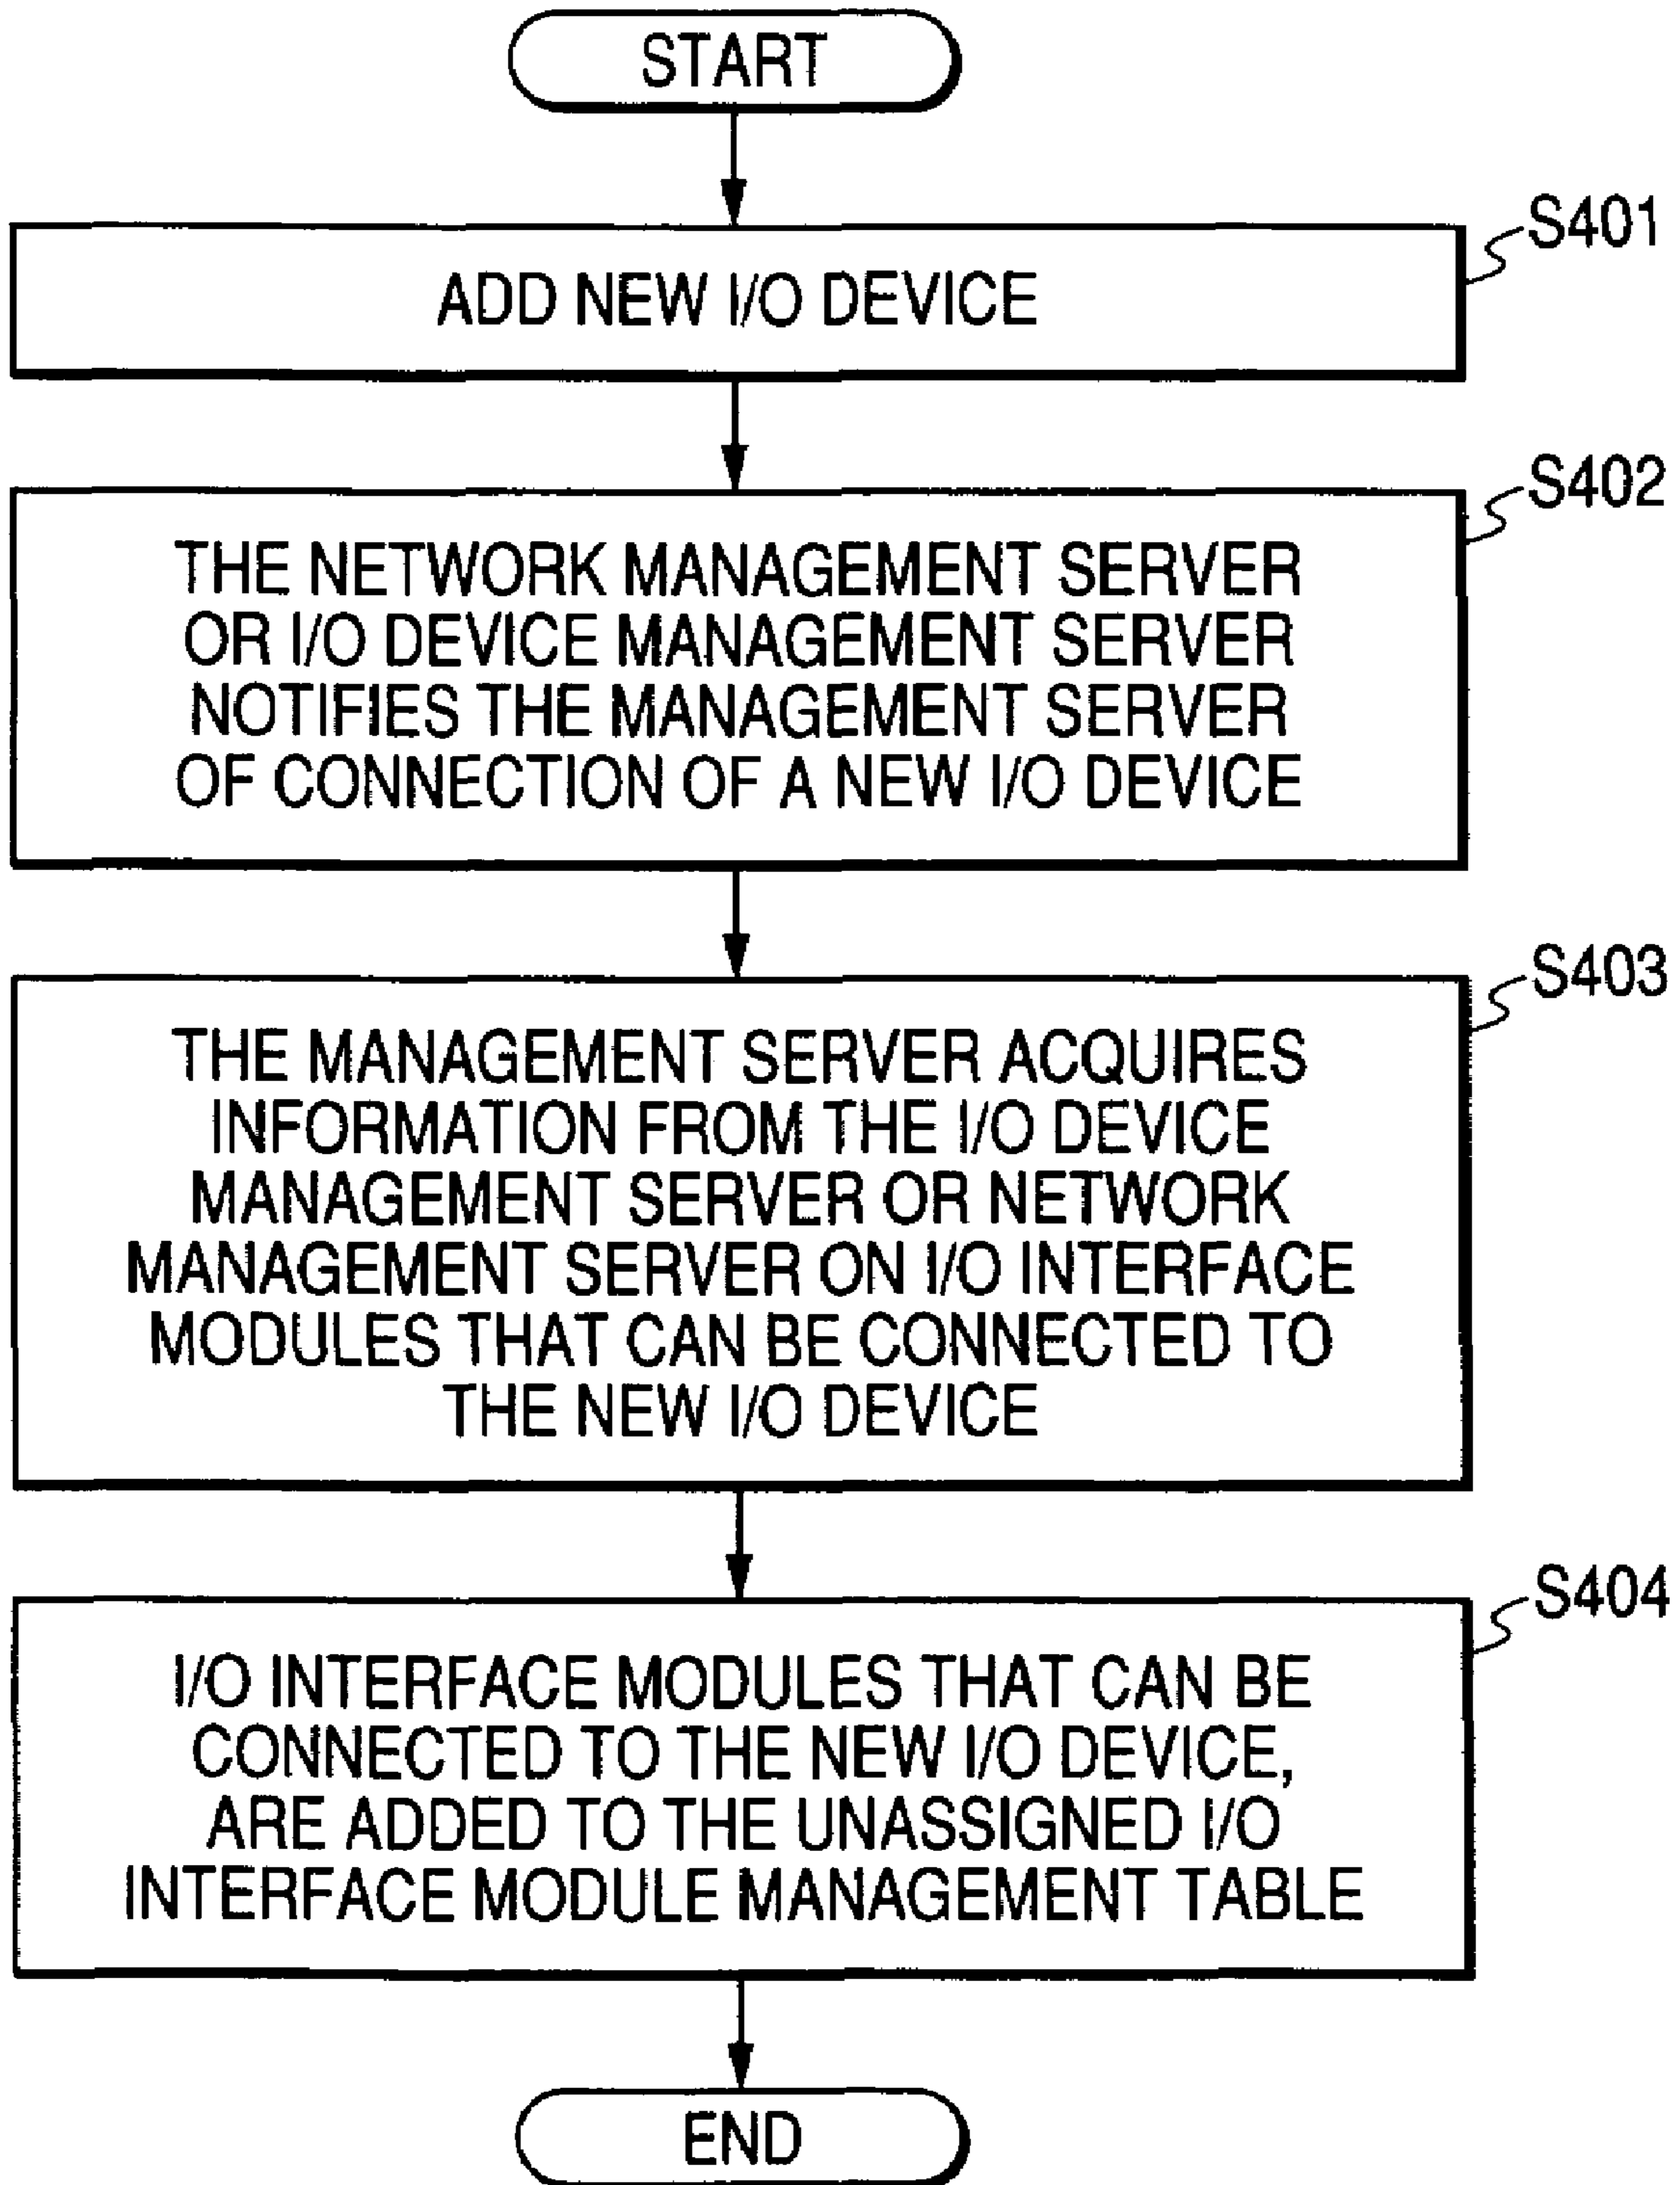 START
S401
ADD NEW I/O DEVICE
S402
THE NETWORK MANAGEMENT SERVER
OR I/O DEVICE MANAGEMENT SERVER
NOTIFIES THE MANAGEMENT SERVER
OF CONNECTION OF A NEW I/O DEVICE
S403
THE MANAGEMENT SERVER ACQUIRES
INFORMATION FROM THE I/O DEVICE
MANAGEMENT SERVER OR NETWORK
MANAGEMENT SERVER ON I/O INTERFACE
MODULES THAT CAN BE CONNECTED TO
THE NEW I/O DEVICE
S404
I/O INTERFACE MODULES THAT CAN BE
CONNECTED TO THE NEW I/O DEVICE,
ARE ADDED TO THE UNASSIGNED I/O
INTERFACE MODULE MANAGEMENT TABLE
END